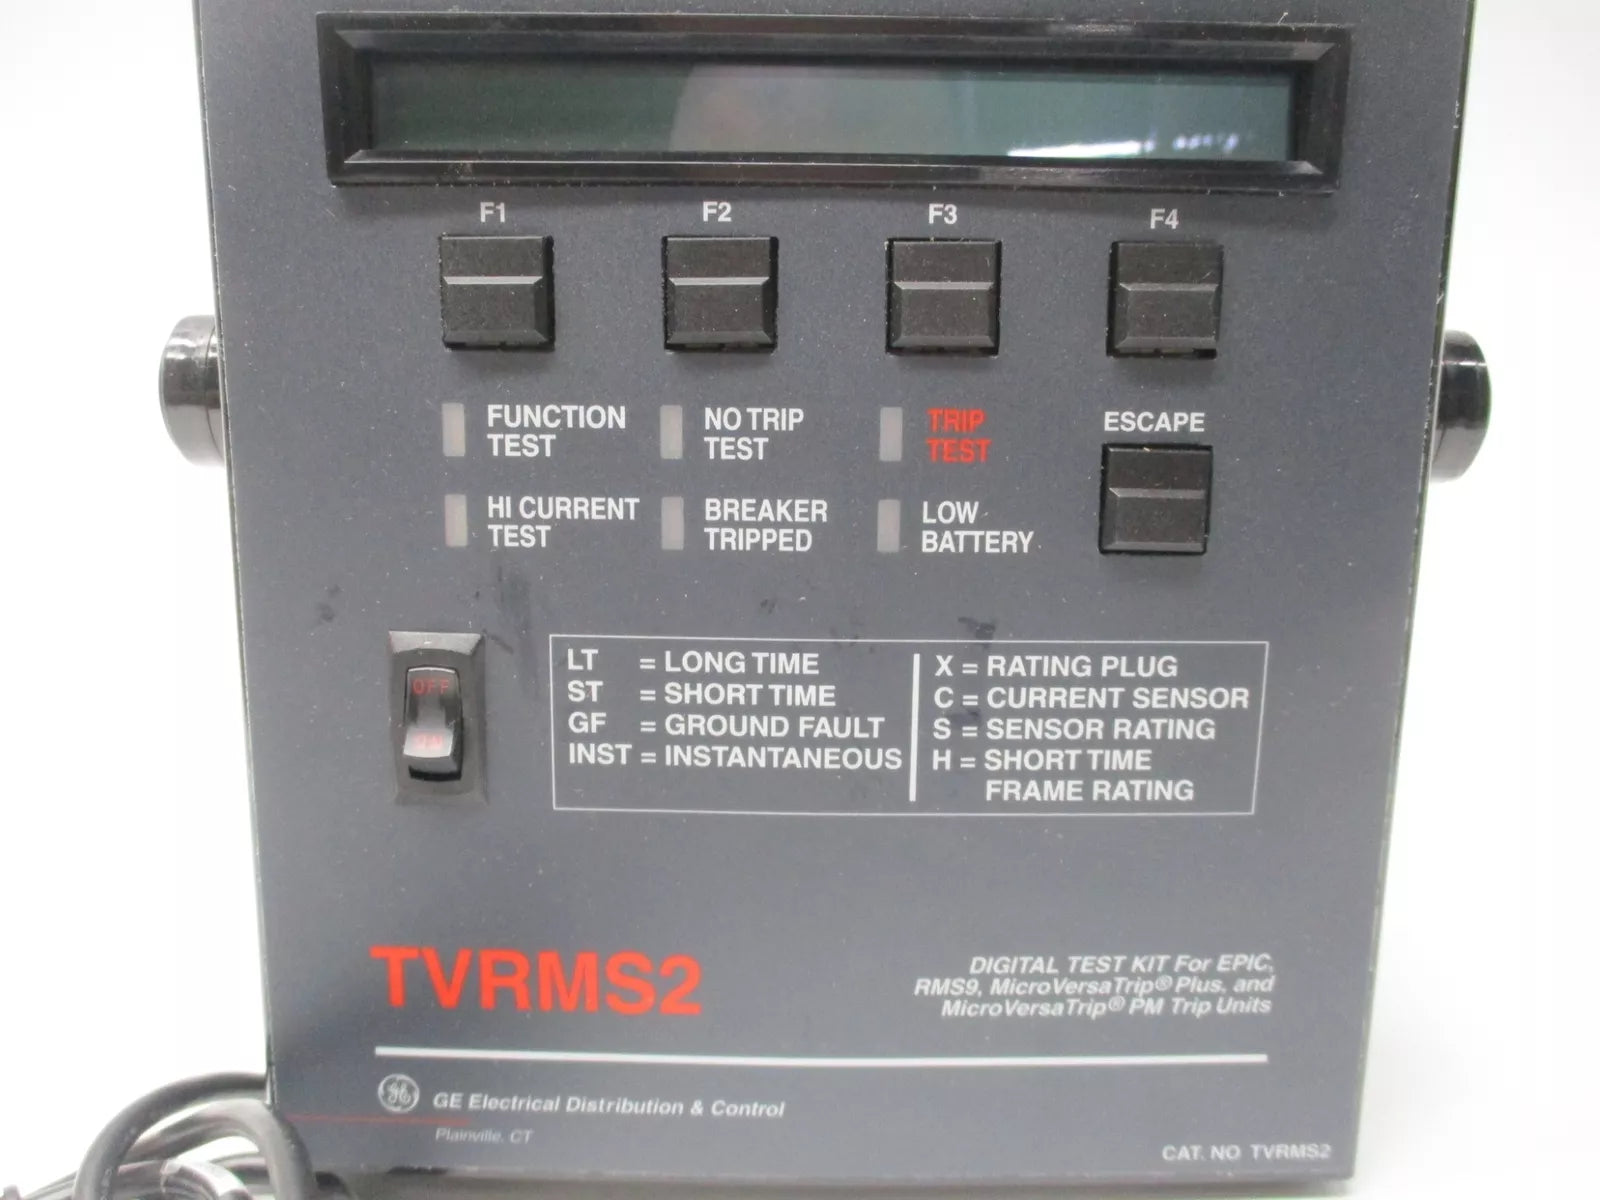 F1 F2 F3 F4
FUNCTION
TEST
NO TRIP
TEST
TRIP
TEST
ESCAPE
HI CURRENT
TEST
BREAKER
TRIPPED
LOW
BATTERY
OFF
ON
LT = LONG TIME
ST = SHORT TIME
GF = GROUND FAULT
INST = INSTANTANEOUS
X = RATING PLUG
C = CURRENT SENSOR
S = SENSOR RATING
H = SHORT TIME
FRAME RATING
TVRMS2
DIGITAL TEST KIT For EPIC,
RMS9, MicroVersaTrip® Plus, and
MicroVersaTrip® PM Trip Units
GE
GE Electrical Distribution & Control
Plainville, CT
CAT. NO TVRMS2